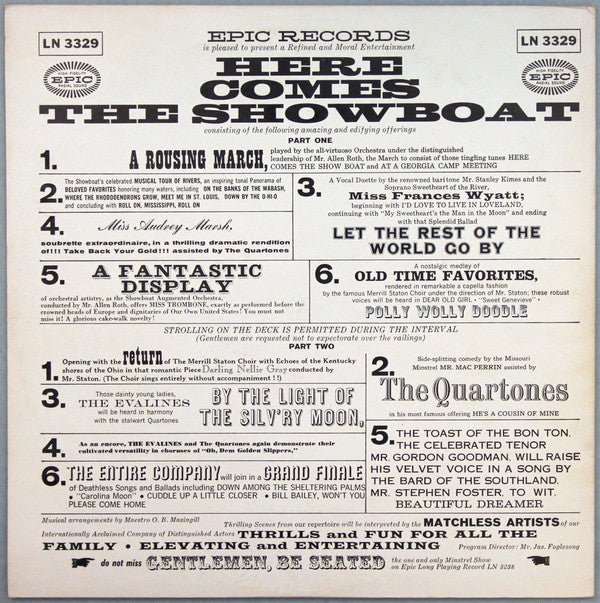 LN 3329
EPIC RECORDS
LN 3329
is pleased to present a Refined and Moral Entertainment
HIGH FIDELITY
EPIC
RADIAL SOUND
HIGH FIDELITY
EPIC
RADIAL SOUND
HERE
COMES
THE SHOWBOAT
consisting of the following amazing and edifying offerings
PART ONE
1. A ROUSING MARCH, played by the all-virtuoso Orchestra under the distinguished
leadership of Mr. Allen Roth, the March to consist of those tingling tunes HERE
COMES THE SHOW BOAT and AT A GEORGIA CAMP MEETING
2. The Showboat's celebrated MUSICAL TOUR OF RIVERS, an inspiring tonal Panorama of
BELOVED FAVORITES honoring many waters, including ON THE BANKS OF THE WABASH,
WHERE THE RHODODENDRONS GROW, MEET ME IN ST. LOUIS, DOWN BY THE O-HI-O
and concluding with ROLL ON, MISSISSIPPI, ROLL ON
3. A Vocal Duette by the renowned baritone Mr. Stanley Kimes and the
Soprano Sweetheart of the River,
Miss Frances Wyatt;
beginning with I'D LOVE TO LIVE IN LOVELAND,
continuing with "My Sweetheart's the Man in the Moon" and ending
with that Splendid Ballad
LET THE REST OF THE
WORLD GO BY
4. Miss Audrey Marsh,
soubrette extraordinaire, in a thrilling dramatic rendition
of!!! Take Back Your Gold!!! assisted by The Quartones
5. A FANTASTIC
DISPLAY
of orchestral artistry, as the Showboat Augmented Orchestra,
conducted by Mr. Allen Roth, offers MISS TROMBONE, exactly as performed before the
crowned heads of Europe and dignitaries of Our Own United States! You must not
miss it! A glorious cake-walk novelty!
6. A nostalgic medley of
OLD TIME FAVORITES,
rendered in remarkable a capella fashion
by the famous Merrill Staton Choir under the direction of Mr. Staton; these robust
voices will be heard in DEAR OLD GIRL • "Sweet Genevieve" •
POLLY WOLLY DOODLE
STROLLING ON THE DECK IS PERMITTED DURING THE INTERVAL
(Gentlemen are requested not to expectorate over the railings)
PART TWO
1. Opening with the return of The Merrill Staton Choir with Echoes of the Kentucky
shores of the Ohio in that romantic Piece Darling Nellie Gray conducted by
Mr. Staton. (The Choir sings entirely without accompaniment!!)
2. Side-splitting comedy by the Missouri
Minstrel MR. MAC PERRIN assisted by
The Quartones
in his most famous offering HE'S A COUSIN OF MINE
3. Those dainty young ladies,
THE EVALINES
will be heard in harmony
with the stalwart Quartones
BY THE LIGHT OF
THE SILV'RY MOON,
4. As an encore, THE EVALINES and The Quartones again demonstrate their
cultivated versatility in choruses of "Oh, Dem Golden Slippers,"
5. THE TOAST OF THE BON TON,
THE CELEBRATED TENOR
MR. GORDON GOODMAN, WILL RAISE
HIS VELVET VOICE IN A SONG BY
THE BARD OF THE SOUTHLAND,
MR. STEPHEN FOSTER, TO WIT,
BEAUTIFUL DREAMER
6. THE ENTIRE COMPANY will join in a GRAND FINALE
of Deathless Songs and Ballads including DOWN AMONG THE SHELTERING PALMS
• "Carolina Moon" • CUDDLE UP A LITTLE CLOSER • BILL BAILEY, WON'T YOU
PLEASE COME HOME
Musical arrangements by Maestro O. B. Masingill
Thrilling Scenes from our repertoire will be interpreted by the MATCHLESS ARTISTS of our
Internationally Acclaimed Company of Distinguished Actors THRILLS and FUN FOR ALL THE
FAMILY • ELEVATING and ENTERTAINING Program Director: Mr. Jas. Foglesong
do not miss GENTLEMEN, BE SEATED the one and only Minstrel Show
on Epic Long Playing Record LN 3238